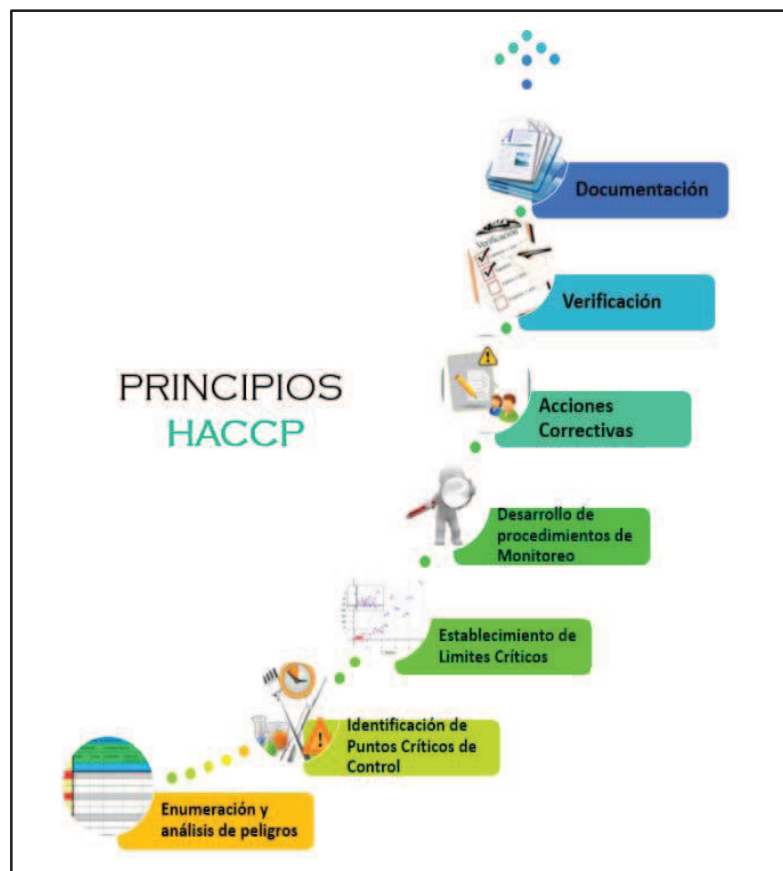 Documentación
Verificación
Verificación
PRINCIPIOS
HACCP
Acciones
Correctivas
Desarrollo de
procedimientos de
Monitoreo
Establecimiento de
Limites Críticos
Identificación de
Puntos Críticos de
Control
Enumeración y
análisis de peligros